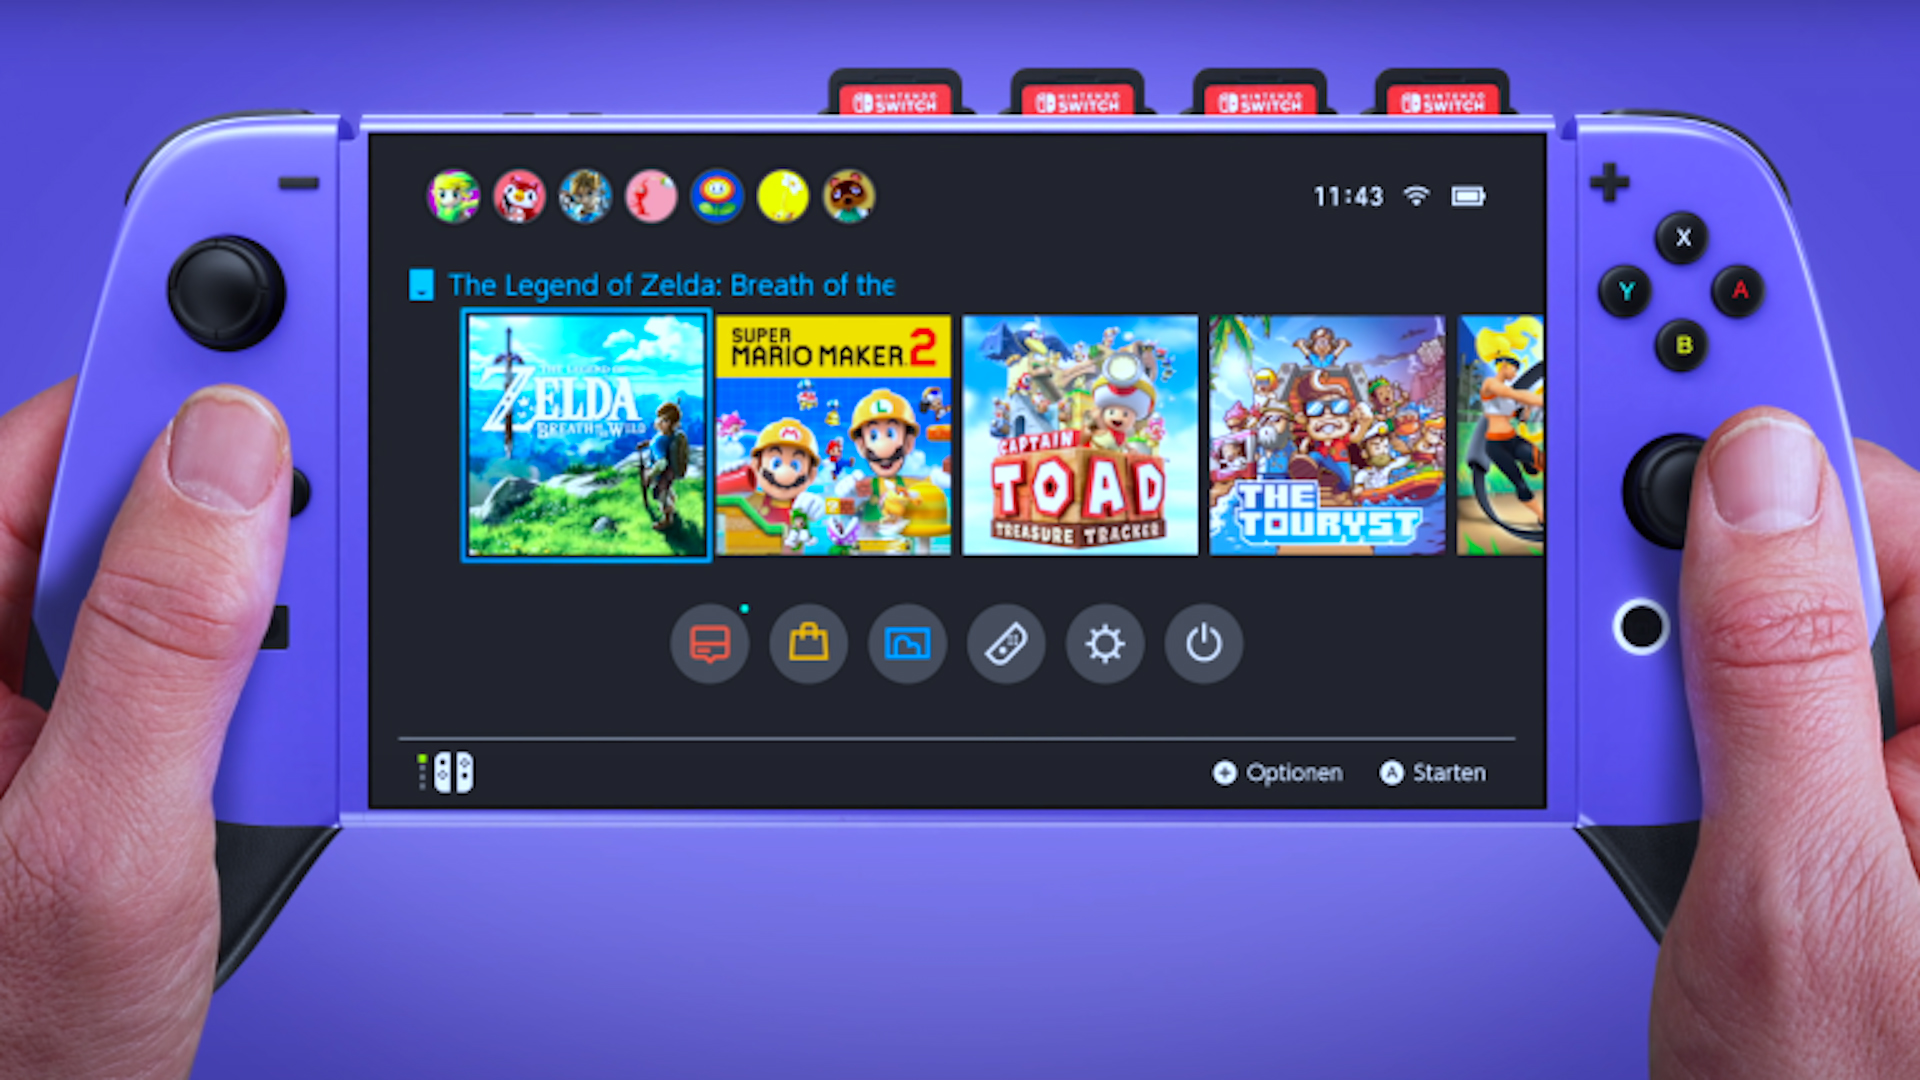 NINTENDO
SWITCH
NINTENDO
SWITCH
NINTENDO
SWITCH
NINTENDO
SWITCH
11:43
The Legend of Zelda: Breath of the
X
Y
A
B
THE LEGEND OF
ZELDA
BREATH OF THE WILD
SUPER
MARIO MAKER 2
CAPTAIN
TOAD
TREASURE TRACKER
THE
TOURYST
Optionen
A Starten